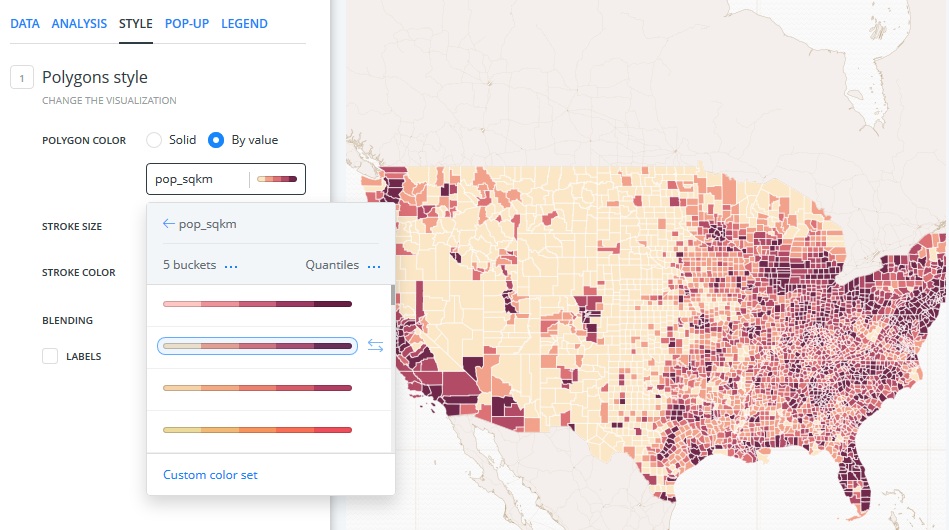 DATA ANALYSIS STYLE POP-UP LEGEND
1 Polygons style
CHANGE THE VISUALIZATION
POLYGON COLOR Solid By value
pop_sqkm
STROKE SIZE
← pop_sqkm
5 buckets ... Quantiles ...
STROKE COLOR
BLENDING
LABELS
Custom color set